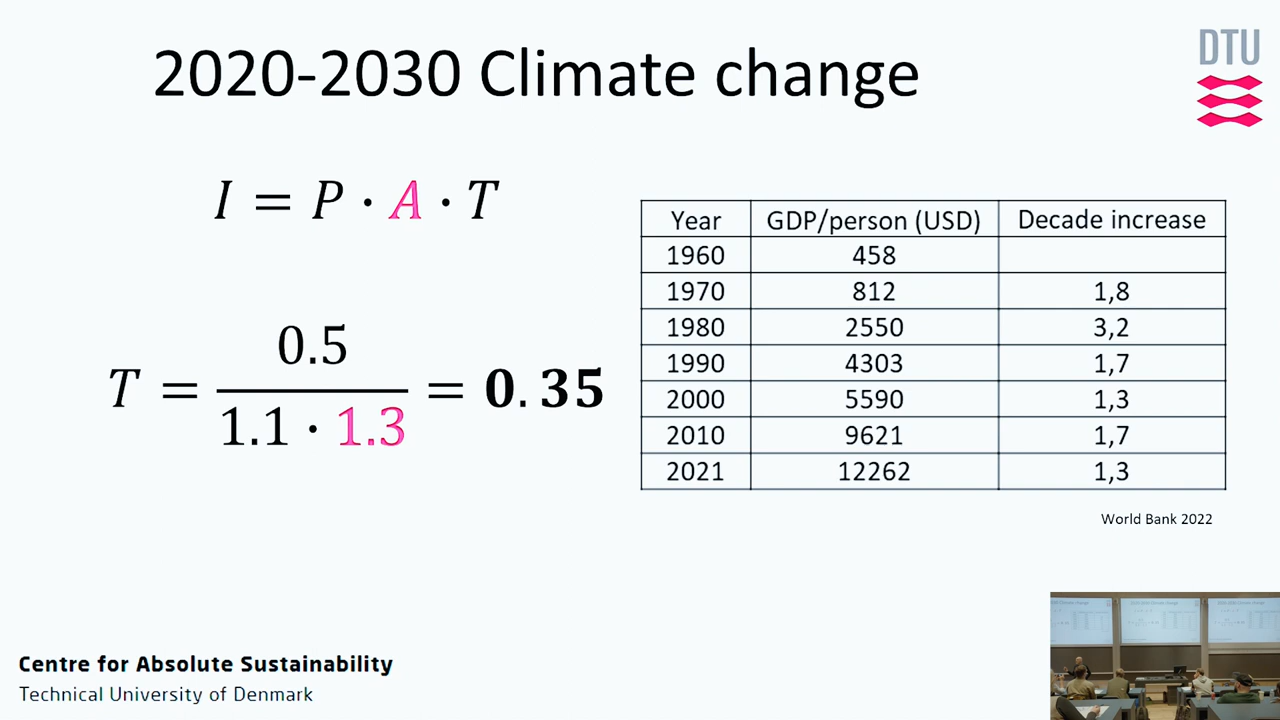 2020-2030 Climate change
DTU
I = P · A · T
T = 0.5 / 1.1 · 1.3 = 0.35
Year GDP/person (USD) Decade increase
1960 458
1970 812 1,8
1980 2550 3,2
1990 4303 1,7
2000 5590 1,3
2010 9621 1,7
2021 12262 1,3
World Bank 2022
Centre for Absolute Sustainability
Technical University of Denmark